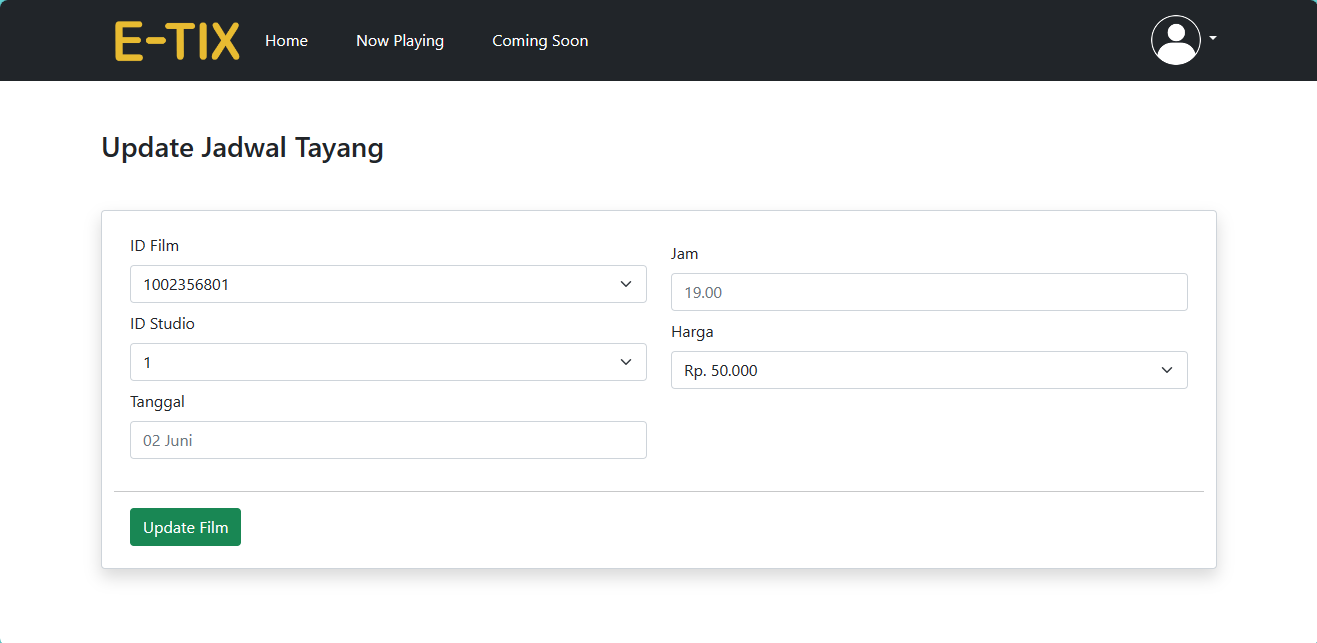 E-TIX
Home
Now Playing
Coming Soon
Update Jadwal Tayang
ID Film
1002356801
ID Studio
1
Tanggal
02 Juni
Jam
19.00
Harga
Rp. 50.000
Update Film